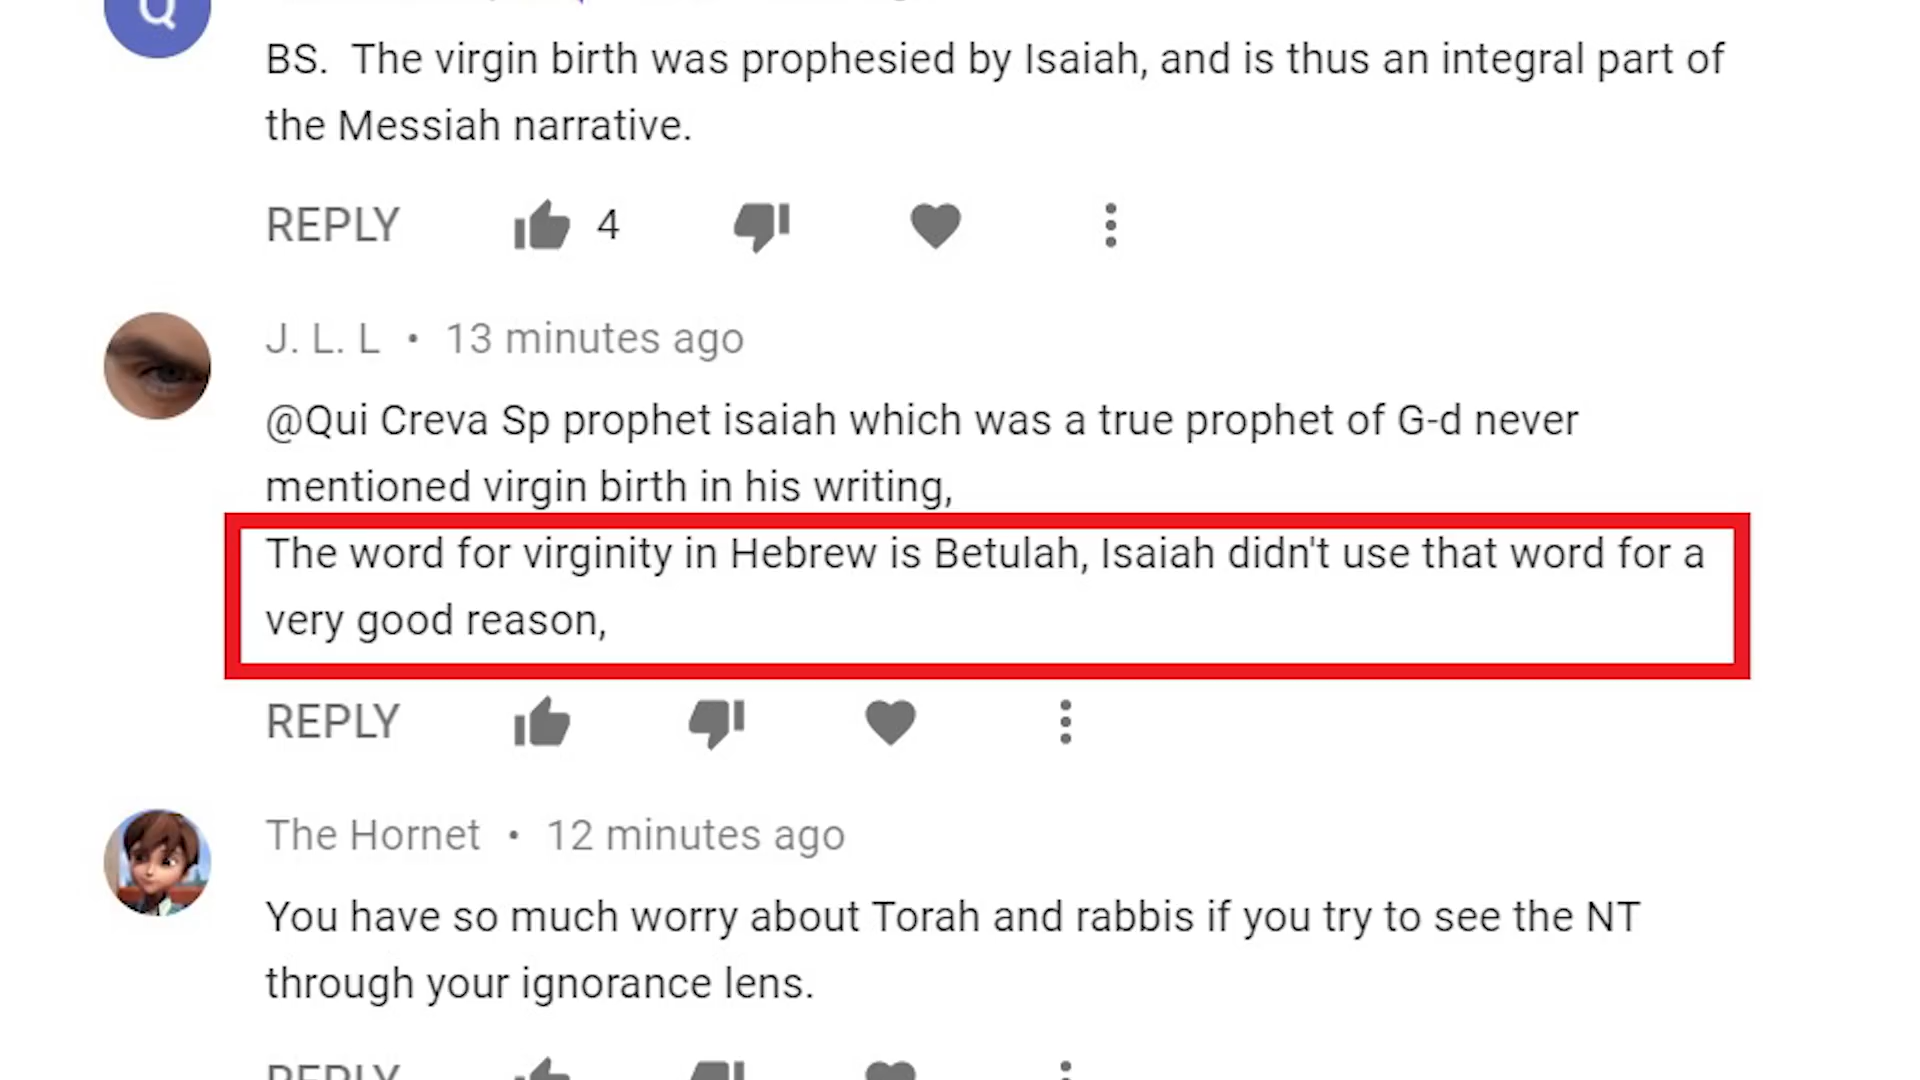 Q
BS.  The virgin birth was prophesied by Isaiah, and is thus an integral part of
the Messiah narrative.
REPLY 4
J. L. L • 13 minutes ago
@Qui Creva Sp prophet isaiah which was a true prophet of G-d never
mentioned virgin birth in his writing,
The word for virginity in Hebrew is Betulah, Isaiah didn't use that word for a
very good reason,
REPLY
The Hornet • 12 minutes ago
You have so much worry about Torah and rabbis if you try to see the NT
through your ignorance lens.
REPLY